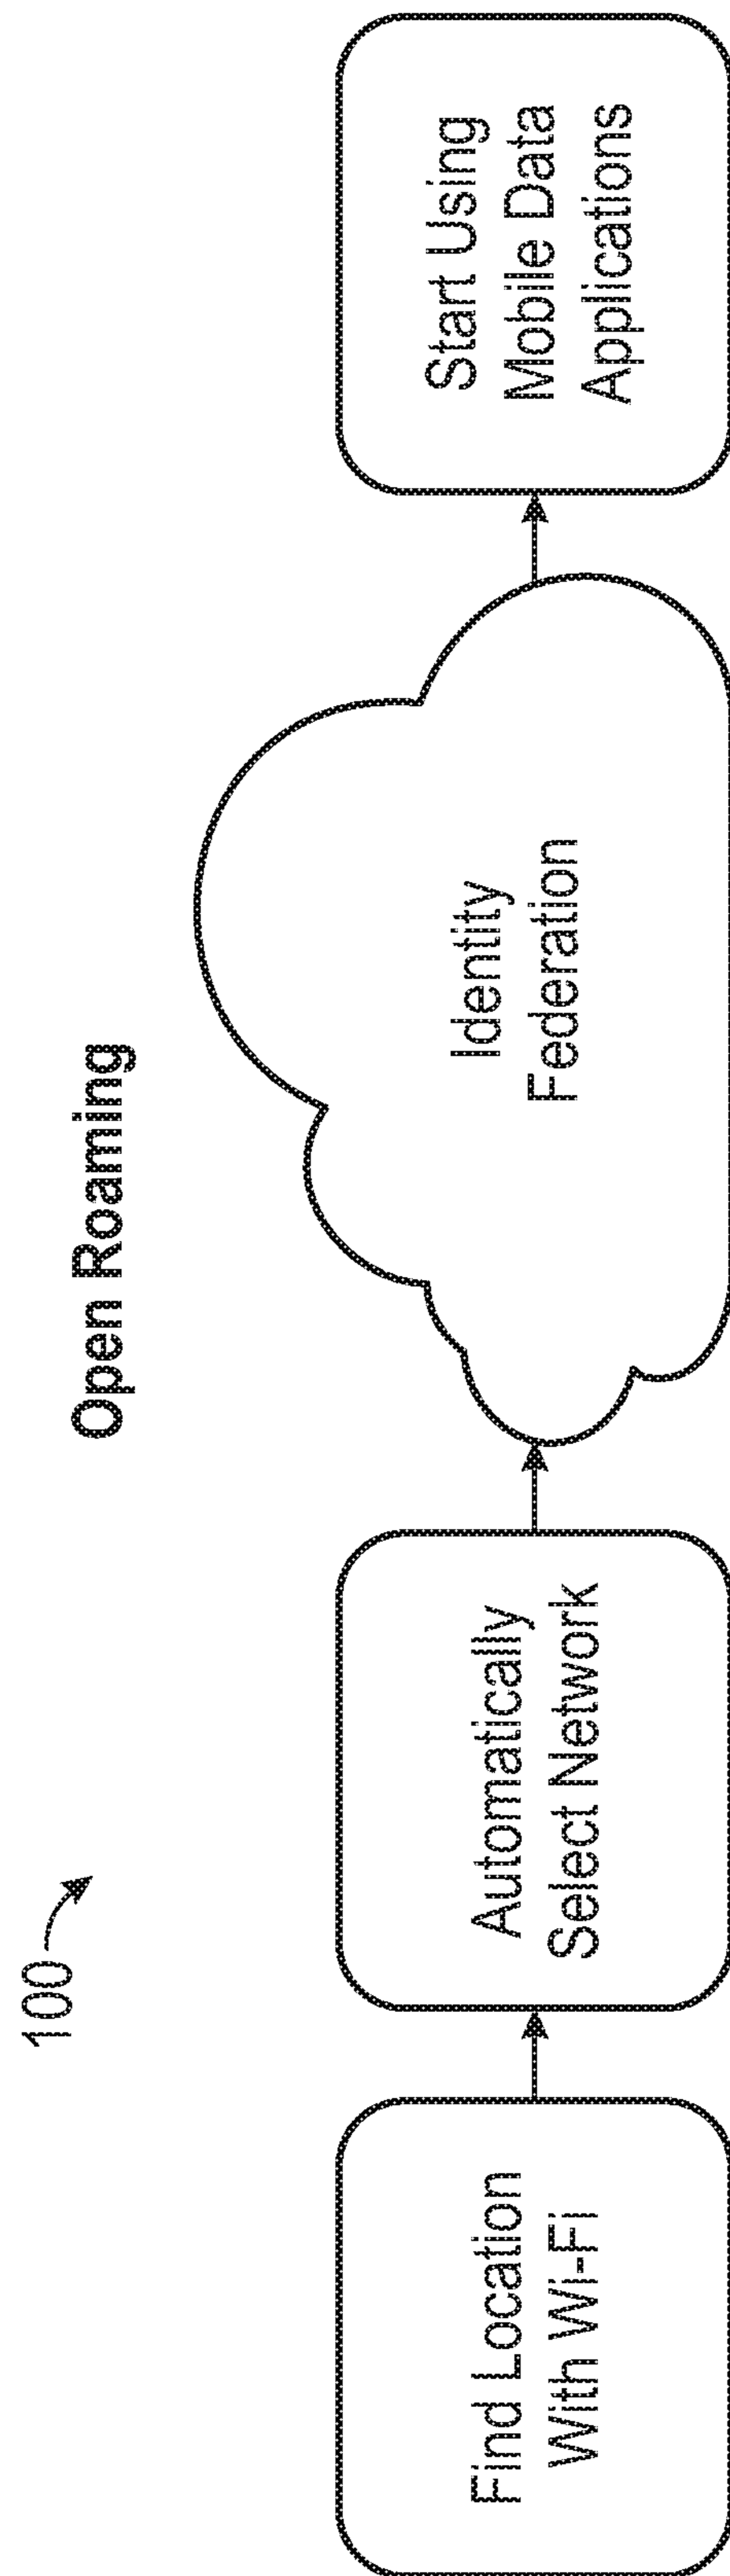 100
Open Roaming
Find Location
With Wi-Fi
Automatically
Select Network
Identity
Federation
Start Using
Mobile Data
Applications